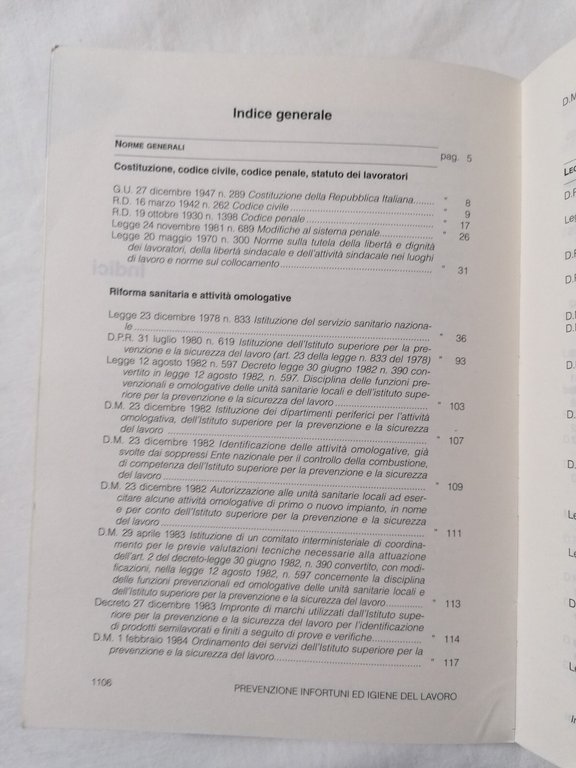 Indice generale
NORME GENERALI
pag. 5
Costituzione, codice civile, codice penale, statuto dei lavoratori
G.U. 27 dicembre 1947 n. 289 Costituzione della Repubblica Italiana....... " 8
R.D. 16 marzo 1942 n. 262 Codice civile ............ " 9
R.D. 19 ottobre 1930 n. 1398 Codice penale ............ " 17
Legge 24 novembre 1981 n. 689 Modifiche al sistema penale............ " 26
Legge 20 maggio 1970 n. 300 Norme sulla tutela della libertà e dignità
dei lavoratori, della libertà sindacale e dell'attività sindacale nei luoghi
di lavoro e norme sul collocamento ............ " 31
Riforma sanitaria e attività omologative
Legge 23 dicembre 1978 n. 833 Istituzione del servizio sanitario naziona-
le ............ " 36
D.P.R. 31 luglio 1980 n. 619 Istituzione dell'Istituto superiore per la pre-
venzione e la sicurezza del lavoro (art. 23 della legge n. 833 del 1978) " 93
Legge 12 agosto 1982 n. 597 Decreto legge 30 giugno 1982 n. 390 con-
vertito in legge 12 agosto 1982, n. 597. Disciplina delle funzioni pre-
venzionali e omologative delle unità sanitarie locali e dell'Istituto supe-
riore per la prevenzione e la sicurezza del lavoro ............ " 103
D.M. 23 dicembre 1982 Istituzione dei dipartimenti periferici per l'attività
omologativa, dell'Istituto superiore per la prevenzione e la sicurezza
del lavoro ............ " 107
D.M. 23 dicembre 1982 Identificazione delle attività omologative, già
svolte dai soppressi Ente nazionale per il controllo della combustione,
di competenza dell'Istituto superiore per la prevenzione e la sicurezza
del lavoro ............ " 109
D.M. 23 dicembre 1982 Autorizzazione alle unità sanitarie locali ad eser-
citare alcune attività omologative di primo o nuovo impianto, in nome
e per conto dell'Istituto superiore per la prevenzione e la sicurezza
del lavoro ............ " 111
D.M. 29 aprile 1983 Istituzione di un comitato interministeriale di coordina-
mento per le previe valutazioni tecniche necessarie alla attuazione
dell'art. 2 del decreto-legge 30 giugno 1982, n. 390 convertito, con modi-
ficazioni, nella legge 12 agosto 1982, n. 597 concernente la disciplina
delle funzioni prevenzionali ed omologative delle unità sanitarie locali e
dell'Istituto superiore per la prevenzione e la sicurezza del lavoro ............ " 113
Decreto 27 dicembre 1983 Impronte di marchi utilizzati dall'Istituto supe-
riore per la prevenzione e la sicurezza del lavoro per l'identificazione
di prodotti semilavorati e finiti a seguito di prove e verifiche............ " 114
D.M. 1 febbraio 1984 Ordinamento dei servizi dell'Istituto superiore per la
prevenzione e la sicurezza del lavoro............ " 117
1106
PREVENZIONE INFORTUNI ED IGIENE DEL LAVORO